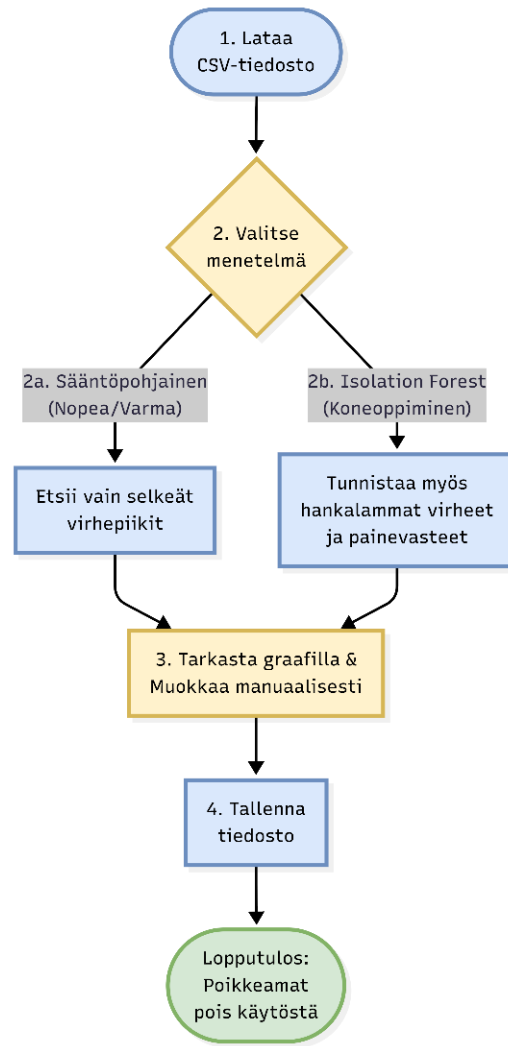 1. Lataa
CSV-tiedosto
2. Valitse
menetelmä
2a. Sääntöpohjainen
(Nopea/Varma)
2b. Isolation Forest
(Koneoppiminen)
Etsii vain selkeät
virhepiikit
Tunnistaa myös
hankalammat virheet
ja painevasteet
3. Tarkasta graafilla &
Muokkaa manuaalisesti
4. Tallenna
tiedosto
Lopputulos:
Poikkeamat
pois käytöstä